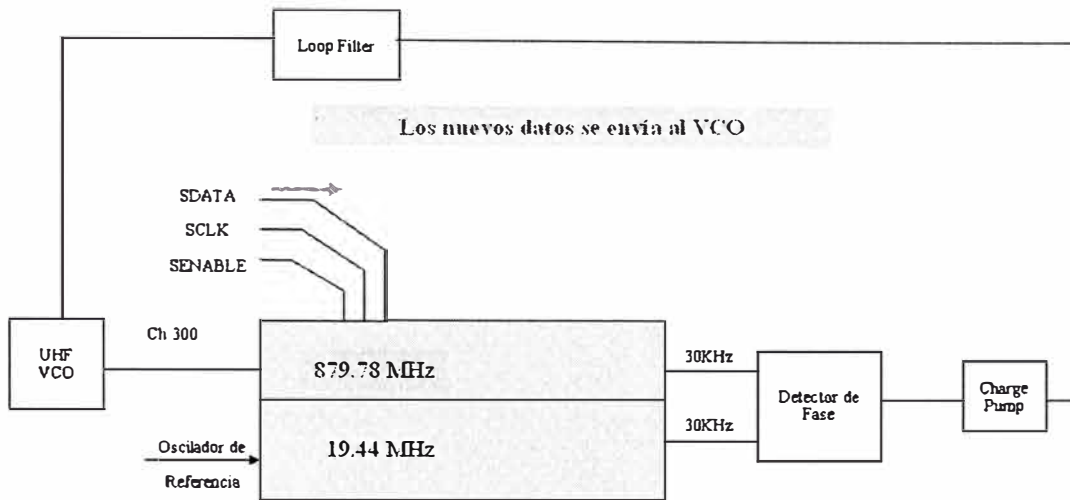 Loop Filter
Los nuevos datos se envía al VCO
SDATA
SCLK
SENABLE
Ch 300
UHF
VCO
879.78 MHz
30KHz
Detector de
Fase
Charge
Pump
30KHz
19.44 MHz
Oscilador de
Referencia